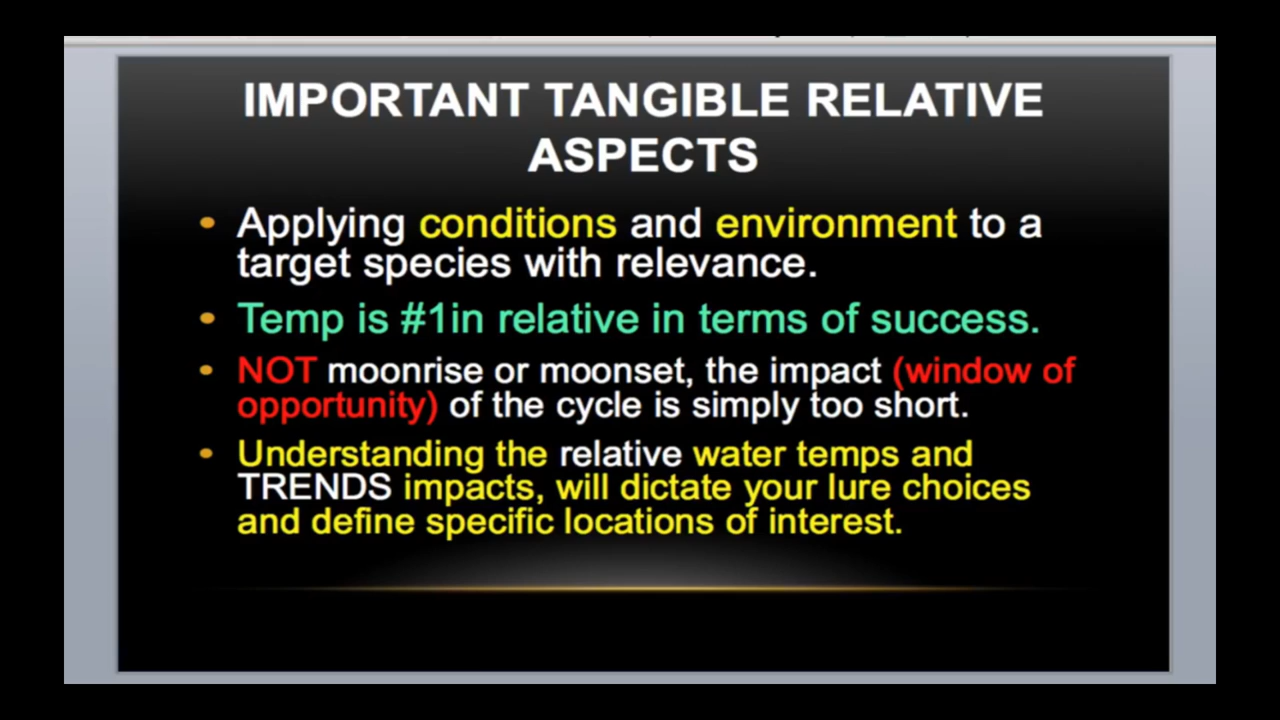 IMPORTANT TANGIBLE RELATIVE
ASPECTS
• Applying conditions and environment to a
target species with relevance.
• Temp is #1in relative in terms of success.
• NOT moonrise or moonset, the impact (window of
opportunity) of the cycle is simply too short.
• Understanding the relative water temps and
TRENDS impacts, will dictate your lure choices
and define specific locations of interest.